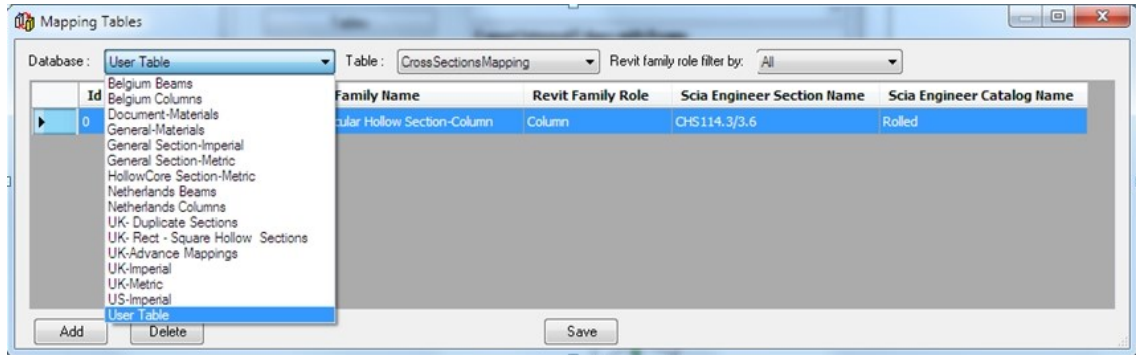 Mapping Tables
Database : User Table Table : CrossSectionsMapping Revit family role filter by: All
Id Family Name Revit Family Role Scia Engineer Section Name Scia Engineer Catalog Name
0 cular Hollow Section-Column Column CHS114.3/3.6 Rolled
Belgium Beams
Belgium Columns
Document-Materials
General-Materials
General Section-Imperial
General Section-Metric
HollowCore Section-Metric
Netherlands Beams
Netherlands Columns
UK- Duplicate Sections
UK- Rect - Square Hollow Sections
UK-Advance Mappings
UK-Imperial
UK-Metric
US-Imperial
User Table
Add Delete Save